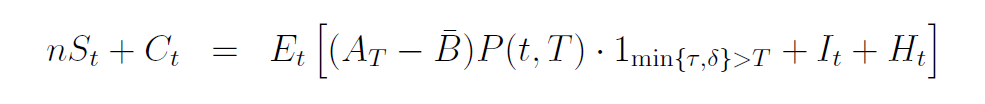 nS_t + C_t = E_t [ (A_T − B̄)P(t, T) · 1_{min{τ,δ}>T} + I_t + H_t ]